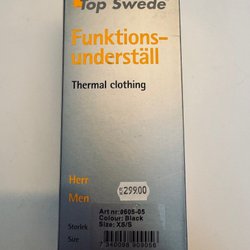 Top Swede
Funktions-
underställ
Thermal clothing
Herr
Men
299.00
Art nr:0605-05
Colour: Black
Storlek
Size: XS/S
Size